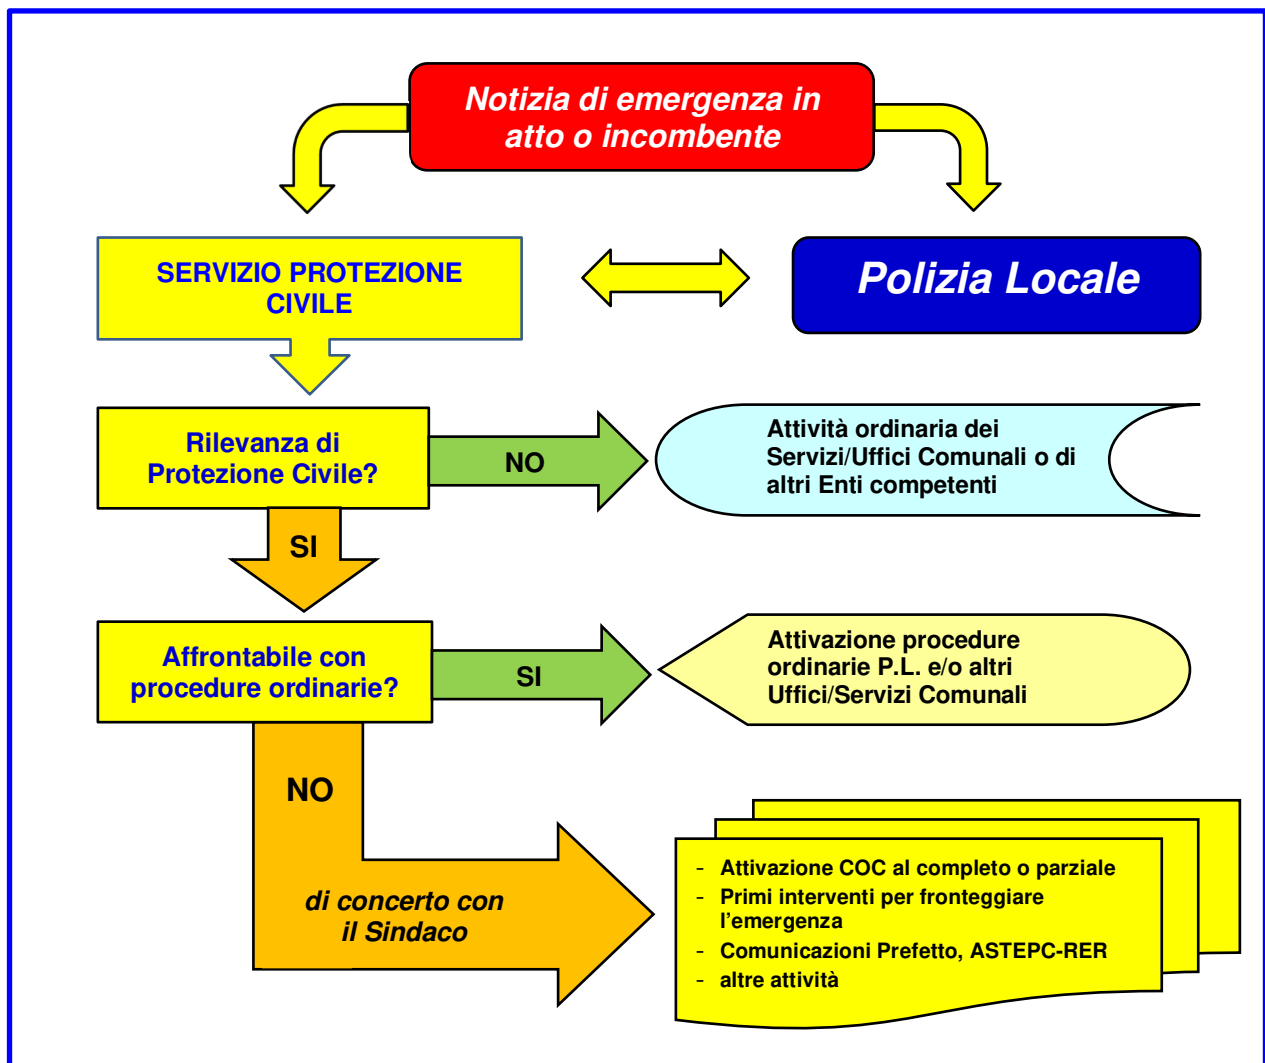 Notizia di emergenza in
atto o incombente
SERVIZIO PROTEZIONE
CIVILE
Polizia Locale
Rilevanza di
Protezione Civile?
NO
Attività ordinaria dei
Servizi/Uffici Comunali o di
altri Enti competenti
SI
Affrontabile con
procedure ordinarie?
SI
Attivazione procedure
ordinarie P.L. e/o altri
Uffici/Servizi Comunali
NO
di concerto con
il Sindaco
- Attivazione COC al completo o parziale
- Primi interventi per fronteggiare
l'emergenza
- Comunicazioni Prefetto, ASTEPC-RER
- altre attività